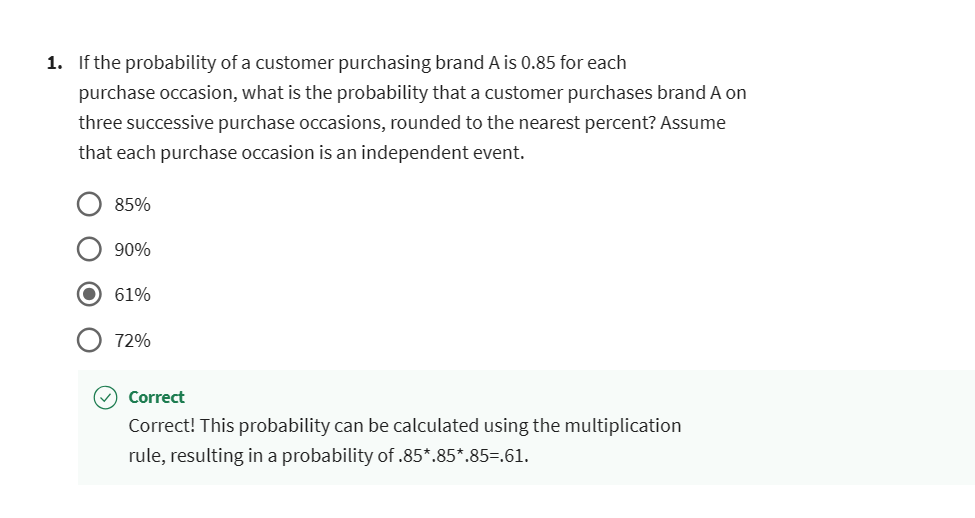 1. If the probability of a customer purchasing brand A is 0.85 for each
purchase occasion, what is the probability that a customer purchases brand A on
three successive purchase occasions, rounded to the nearest percent? Assume
that each purchase occasion is an independent event.
85%
90%
61%
72%
Correct
Correct! This probability can be calculated using the multiplication
rule, resulting in a probability of .85*.85*.85=.61.